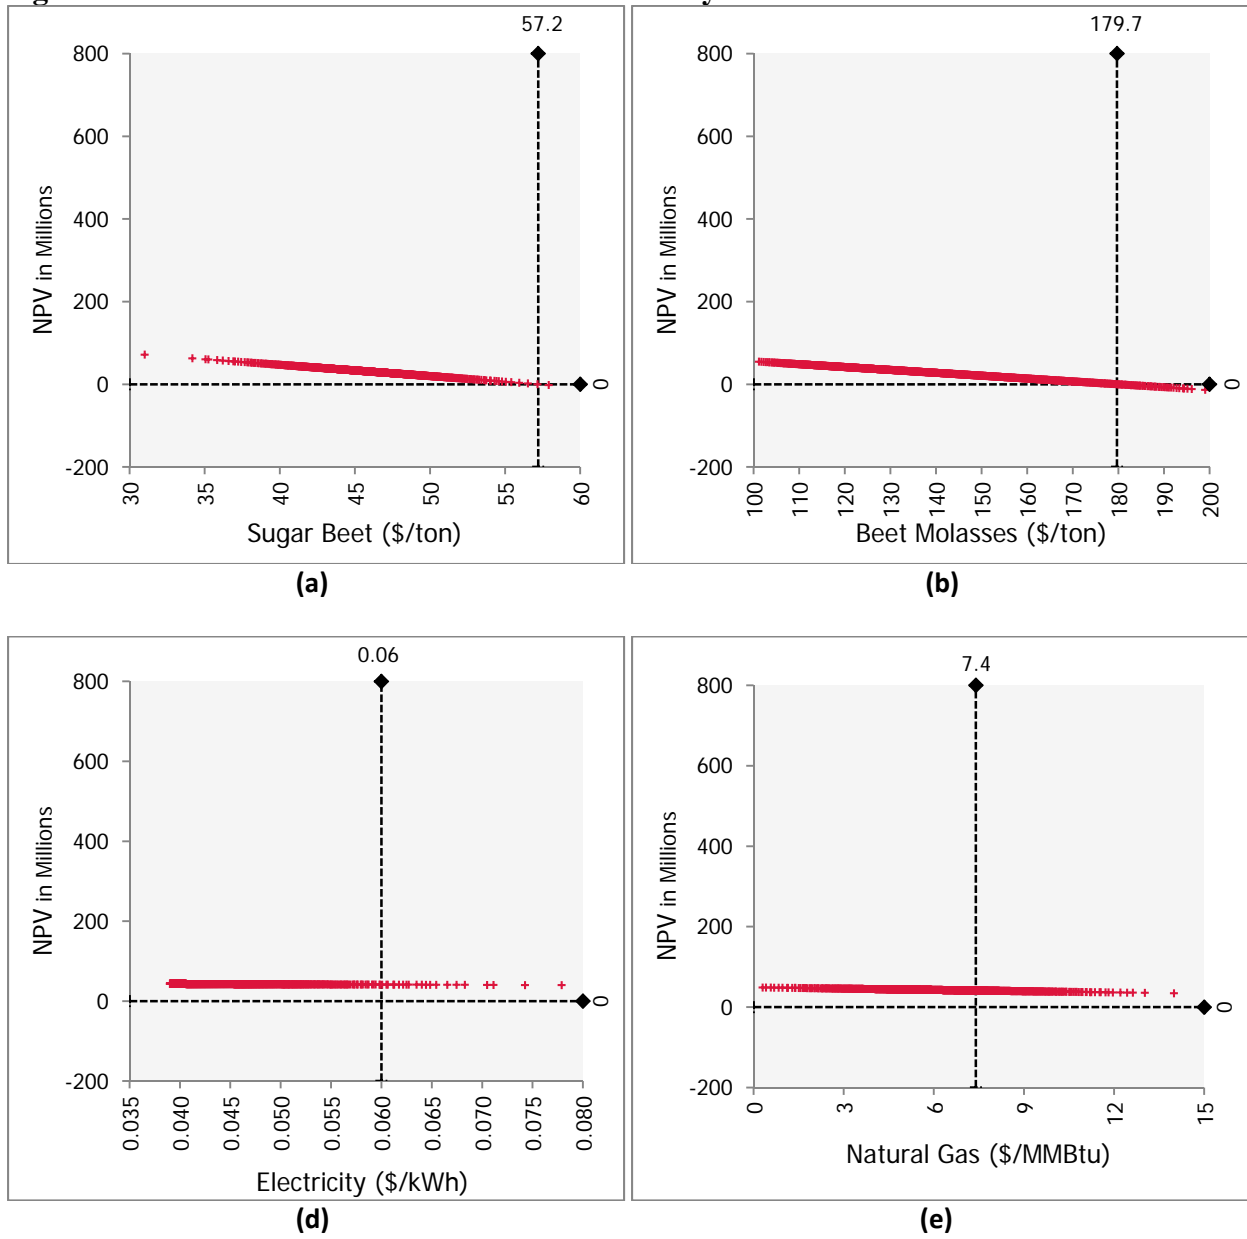 57.2
800
600
400
200
0
-200
NPV in Millions
0
30 35 40 45 50 55 60
Sugar Beet ($/ton)
(a)
179.7
800
600
400
200
0
-200
NPV in Millions
0
100 110 120 130 140 150 160 170 180 190 200
Beet Molasses ($/ton)
(b)
0.06
800
600
400
200
0
-200
NPV in Millions
0
0.035 0.040 0.045 0.050 0.055 0.060 0.065 0.070 0.075 0.080
Electricity ($/kWh)
(d)
7.4
800
600
400
200
0
-200
NPV in Millions
0
0 3 6 9 12 15
Natural Gas ($/MMBtu)
(e)